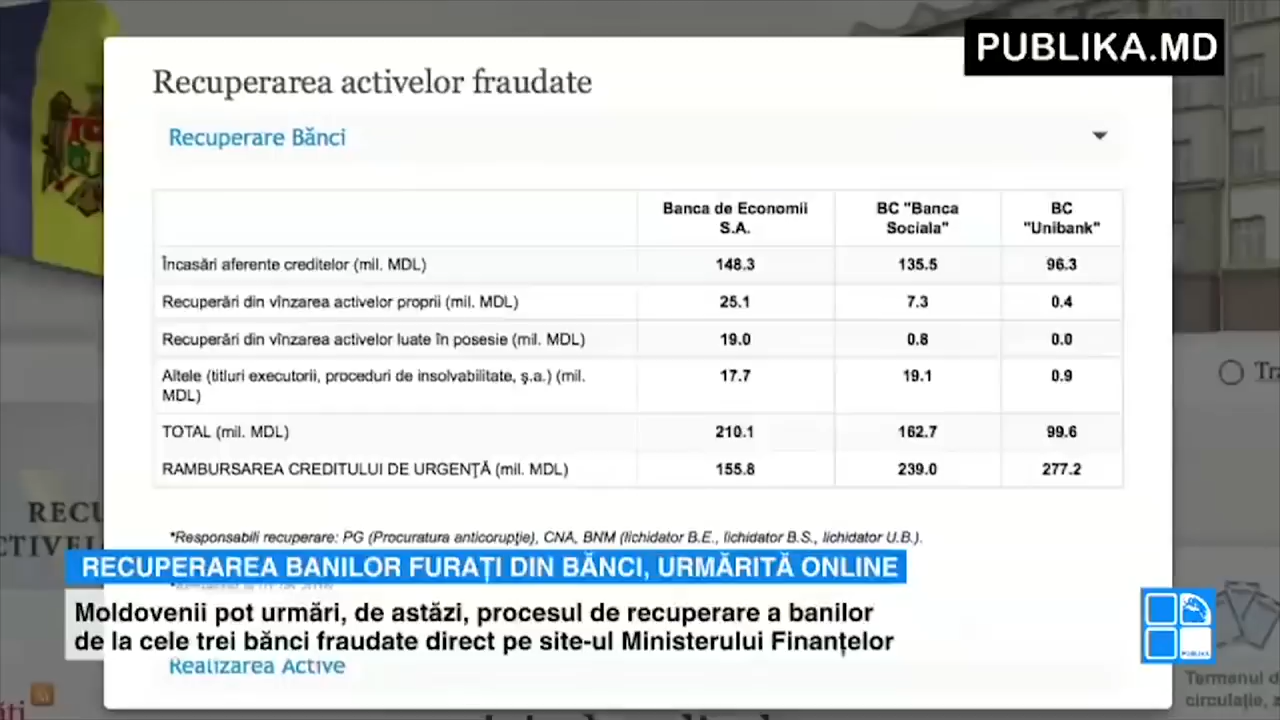 PUBLIKA.MD
Recuperarea activelor fraudate
Recuperare Bănci
Banca de Economii S.A. BC "Banca Sociala" BC "Unibank"
Încasări aferente creditelor (mil. MDL) 148.3 135.5 96.3
Recuperări din vînzarea activelor proprii (mil. MDL) 25.1 7.3 0.4
Recuperări din vînzarea activelor luate în posesie (mil. MDL) 19.0 0.8 0.0
Altele (titluri executorii, proceduri de insolvabilitate, ş.a.) (mil. MDL) 17.7 19.1 0.9
TOTAL (mil. MDL) 210.1 162.7 99.6
RAMBURSAREA CREDITULUI DE URGENŢĂ (mil. MDL) 155.8 239.0 277.2
*Responsabili recuperare: PG (Procuratura anticorupţie), CNA, BNM (lichidator B.E., lichidator B.S., lichidator U.B.).
RECUPERAREA BANILOR FURAȚI DIN BĂNCI, URMĂRITĂ ONLINE
Moldovenii pot urmări, de astăzi, procesul de recuperare a banilor
de la cele trei bănci fraudate direct pe site-ul Ministerului Finanțelor
Realizarea Active
PUBLIKA
Termenul d
circulație, a